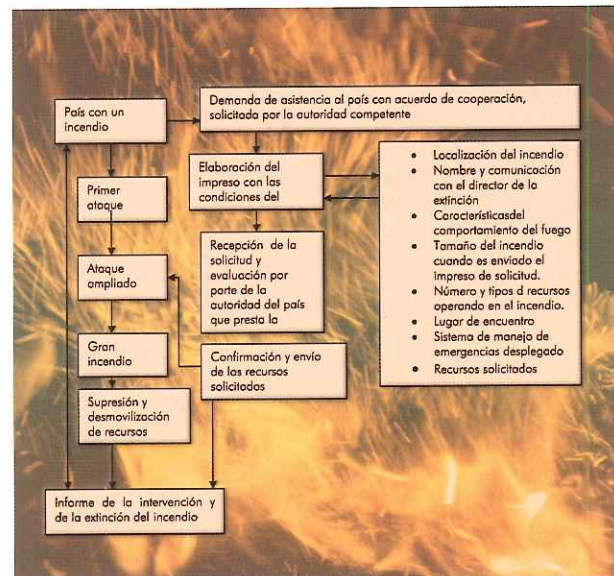 País con un
incendio
Demanda de asistencia al país con acuerdo de cooperación,
solicitada por la autoridad competente
Primer
ataque
Elaboración del
impreso con las
condiciones del
Ataque
ampliado
Recepción de la
solicitud y
evaluación por
parte de la
autoridad del país
que presta la
• Localización del incendio
• Nombre y comunicación
con el director de la
extinción
• Característicasdel
comportamiento del fuego
• Tamaño del incendio
cuando es enviado el
impreso de solicitud.
• Número y tipos d recursos
operando en el incendio.
• Lugar de encuentro
• Sistema de manejo de
emergencias desplegado
• Recursos solicitados
Gran
incendio
Confirmación y envío
de los recursos
solicitados
Supresión y
desmovilización
de recursos
Informe de la intervención y
de la extinción del incendio